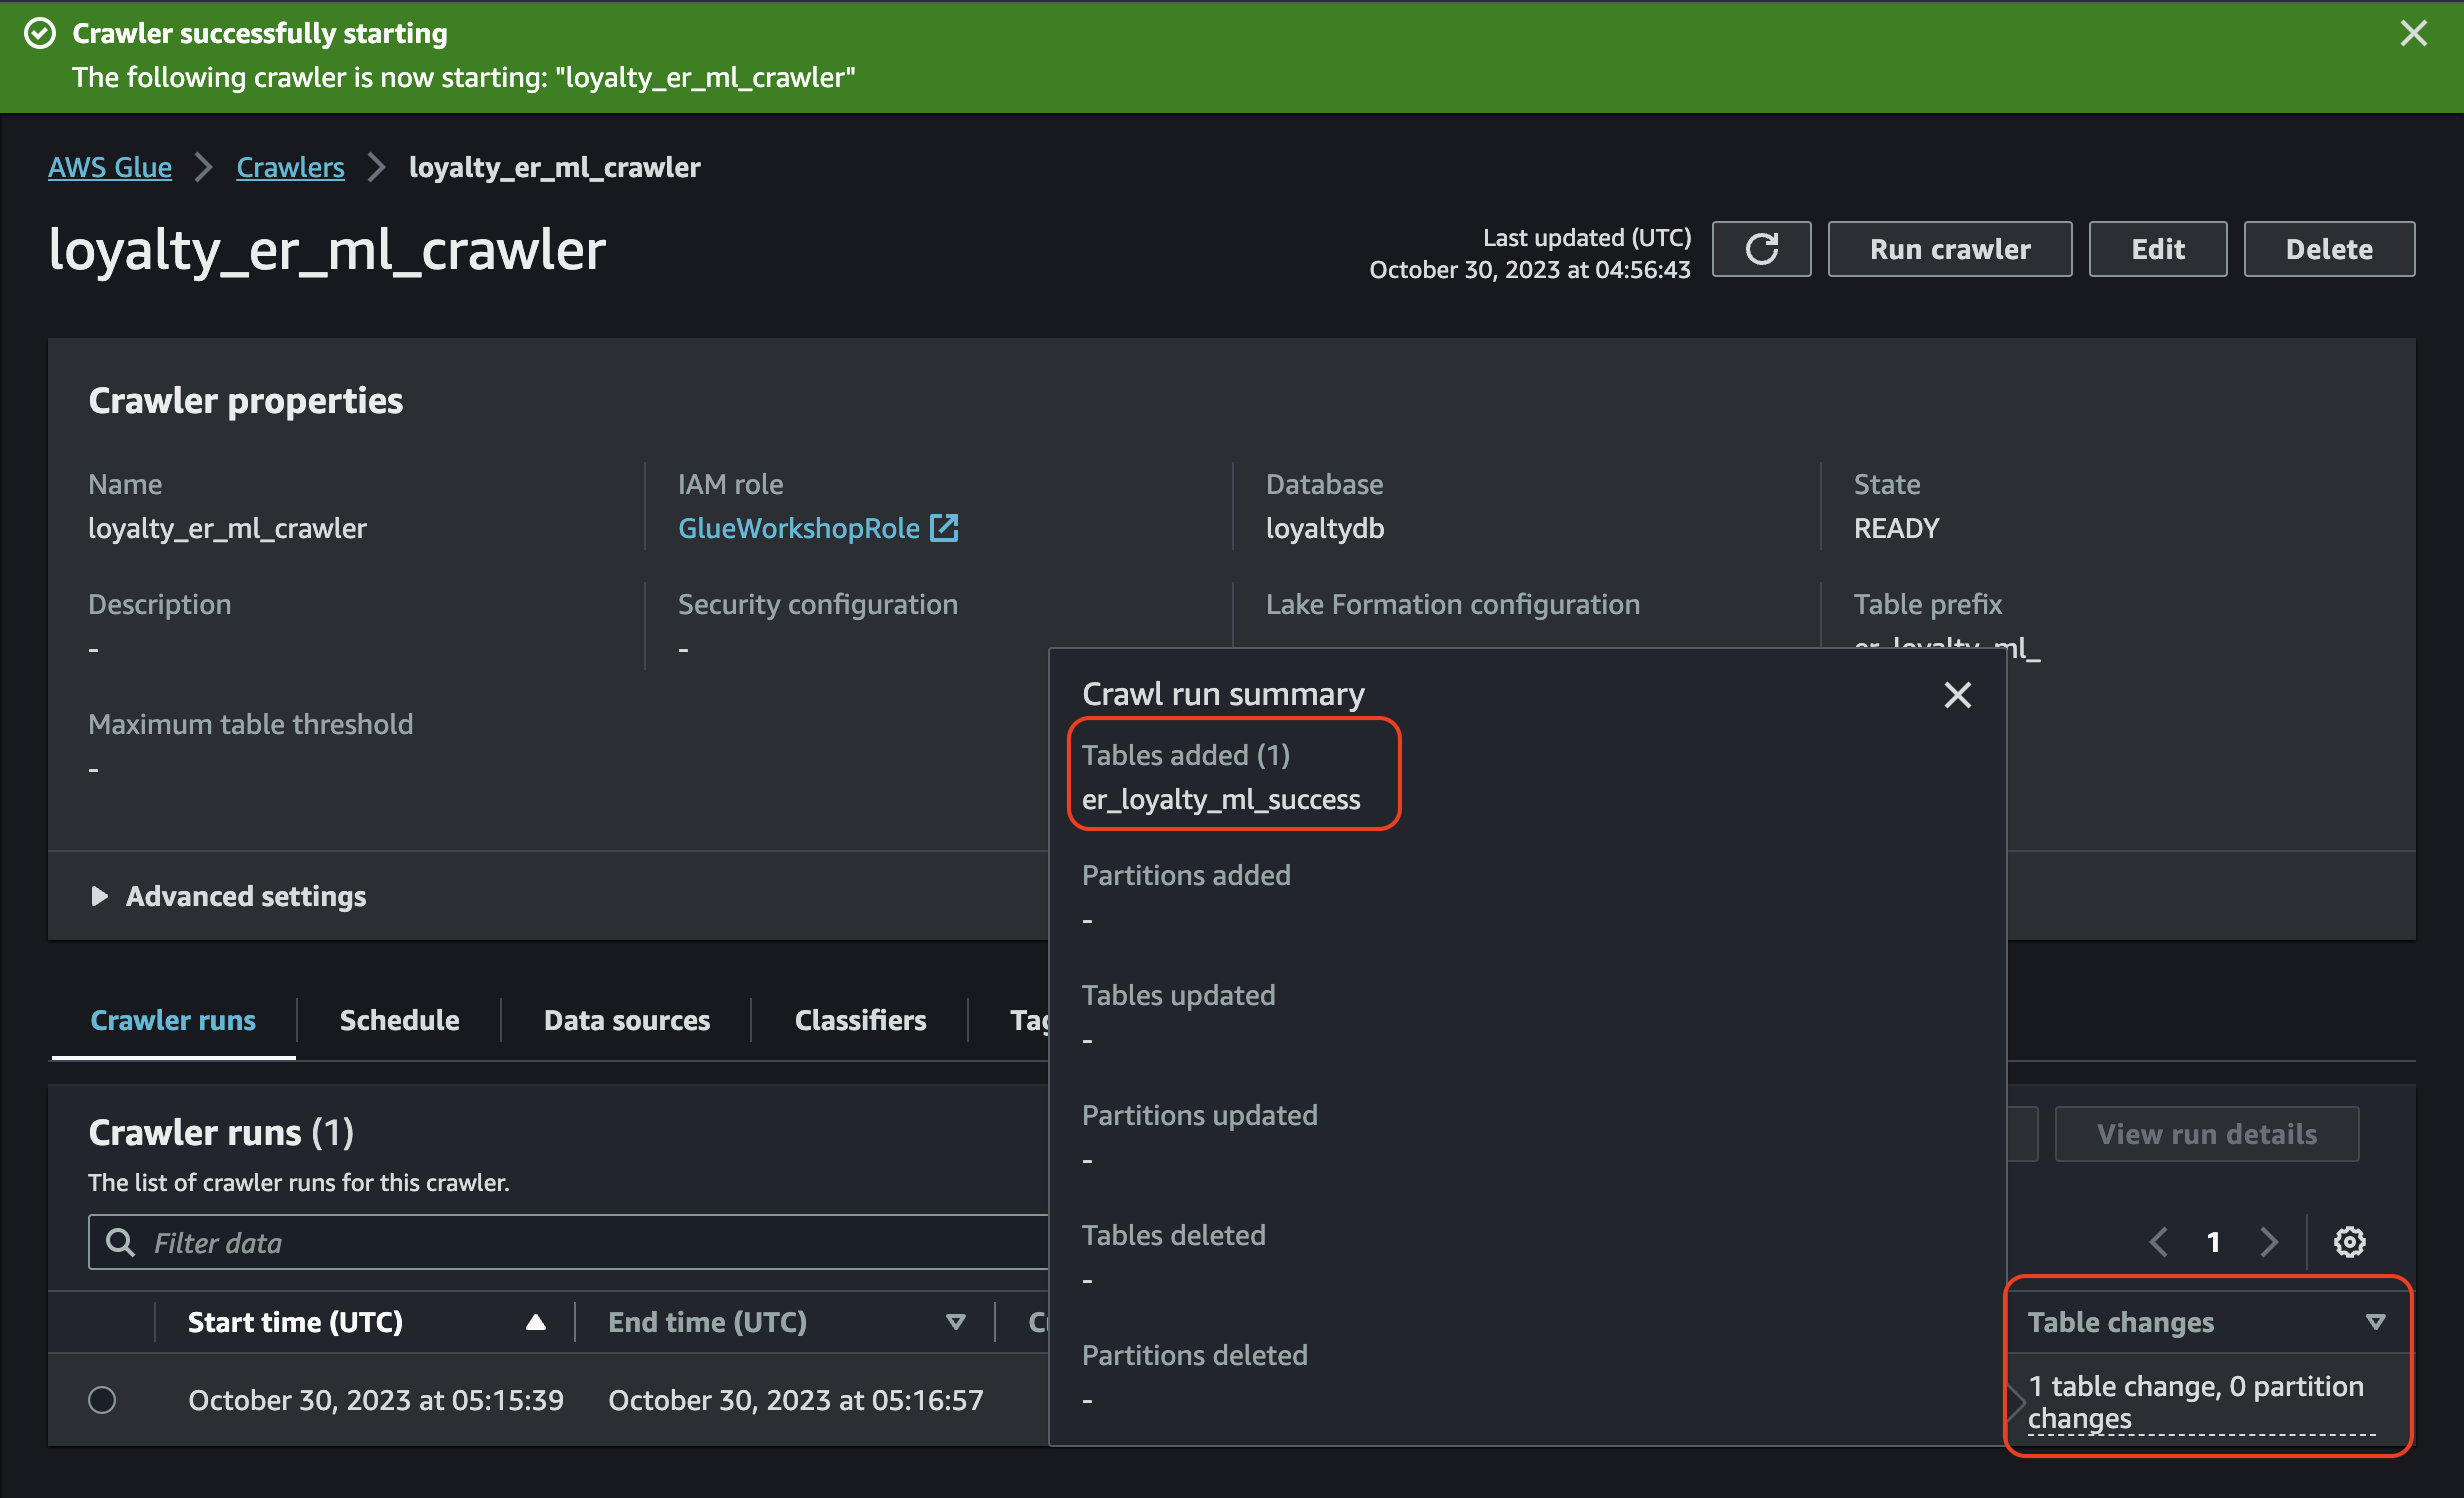 Crawler successfully starting
The following crawler is now starting: "loyalty_er_ml_crawler"
AWS Glue
Crawlers
loyalty_er_ml_crawler
loyalty_er_ml_crawler
Last updated (UTC)
October 30, 2023 at 04:56:43
Run crawler
Edit
Delete
Crawler properties
Name
loyalty_er_ml_crawler
IAM role
GlueWorkshopRole
Database
loyaltydb
State
READY
Description
-
Security configuration
-
Lake Formation configuration
Table prefix
er_loyalty_ml_
Maximum table threshold
-
Advanced settings
Crawl run summary
Tables added (1)
er_loyalty_ml_success
Partitions added
-
Tables updated
-
Partitions updated
-
Tables deleted
-
Partitions deleted
-
Crawler runs
Schedule
Data sources
Classifiers
Crawler runs (1)
The list of crawler runs for this crawler.
View run details
Filter data
1
Start time (UTC)
End time (UTC)
Table changes
October 30, 2023 at 05:15:39
October 30, 2023 at 05:16:57
1 table change, 0 partition
changes